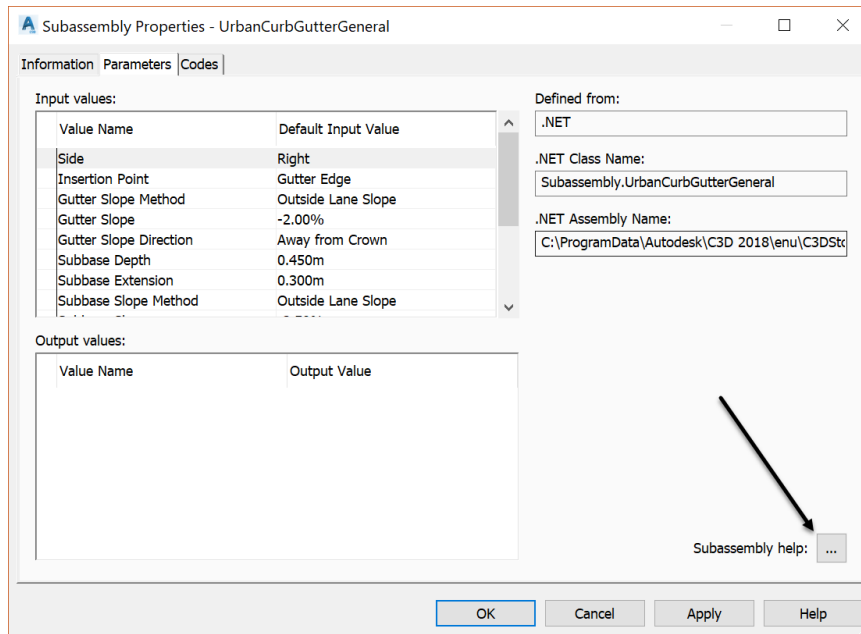 Subassembly Properties - UrbanCurbGutterGeneral
Information Parameters Codes
Input values:
Value Name Default Input Value
Side Right
Insertion Point Gutter Edge
Gutter Slope Method Outside Lane Slope
Gutter Slope -2.00%
Gutter Slope Direction Away from Crown
Subbase Depth 0.450m
Subbase Extension 0.300m
Subbase Slope Method Outside Lane Slope
Output values:
Value Name Output Value
Defined from:
.NET
.NET Class Name:
Subassembly.UrbanCurbGutterGeneral
.NET Assembly Name:
C:\ProgramData\Autodesk\C3D 2018\enu\C3DSto
Subassembly help: ...
OK Cancel Apply Help